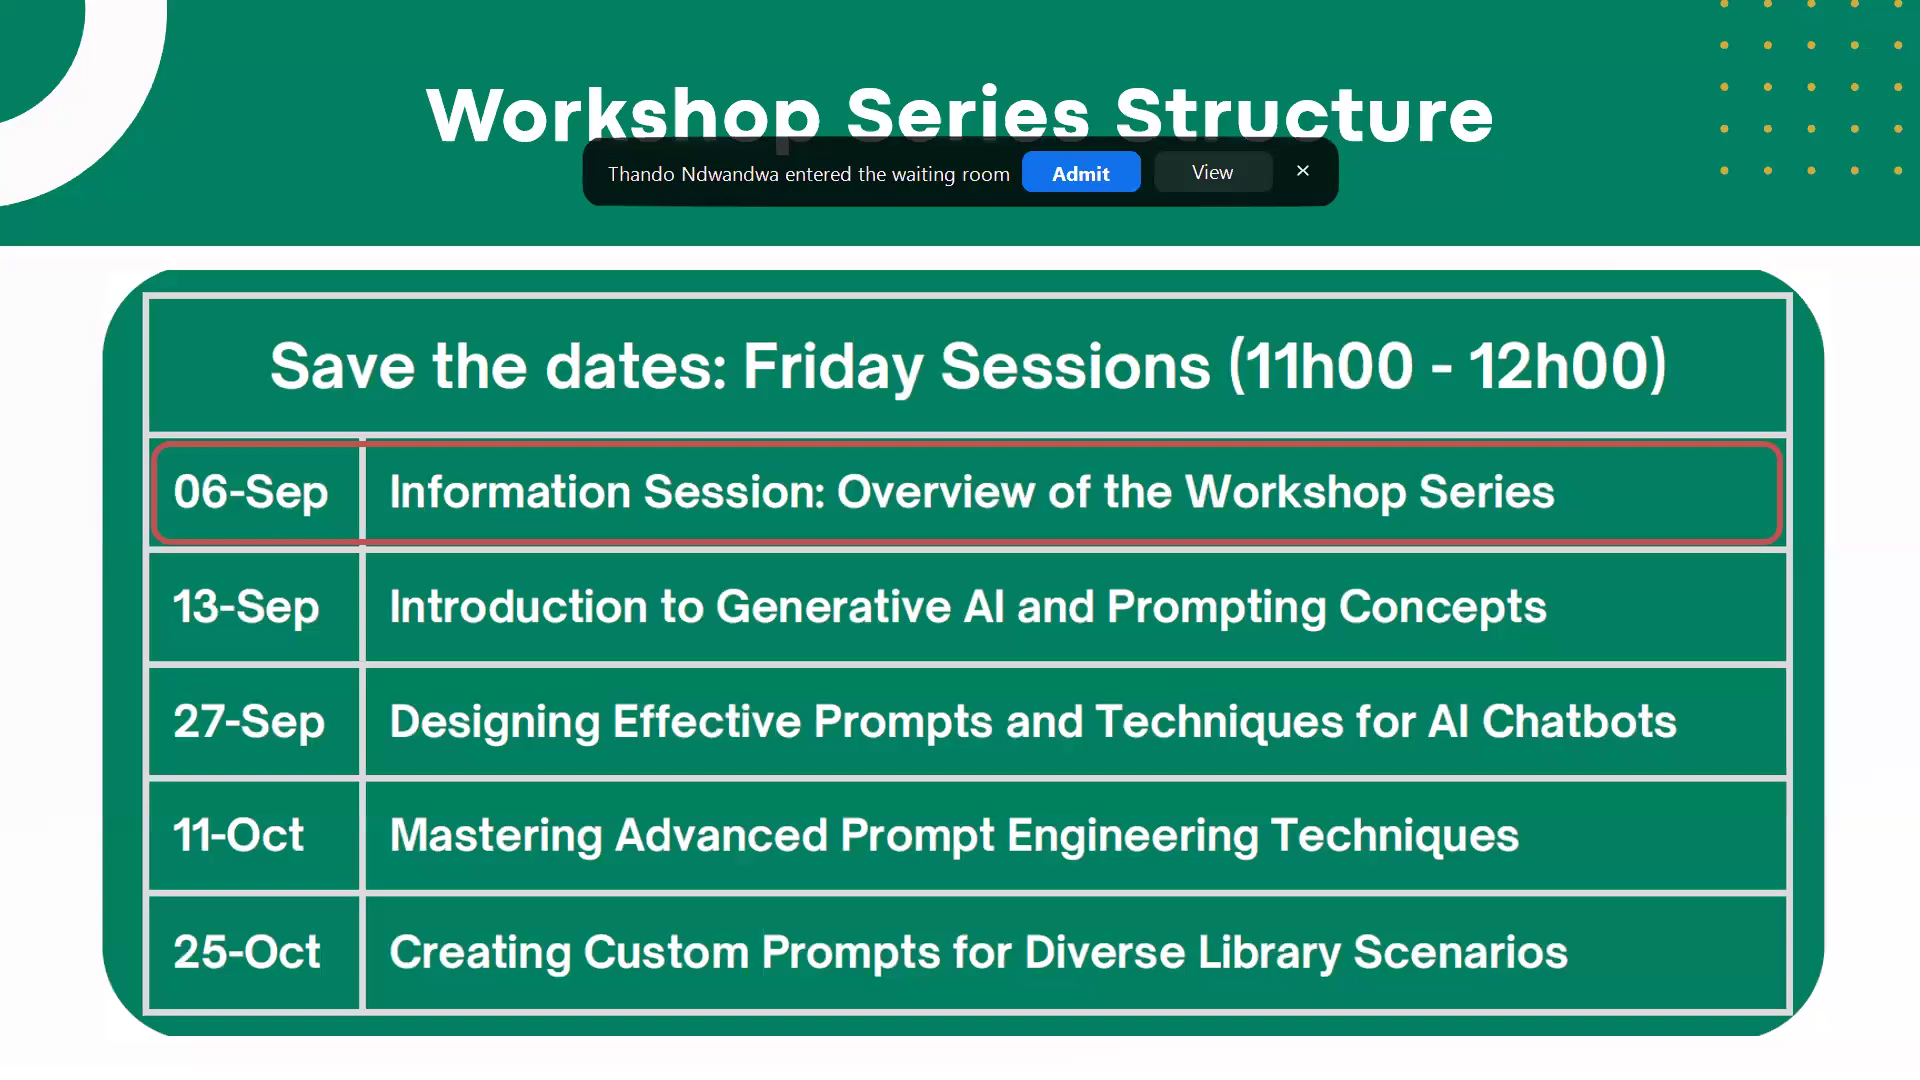 Workshop Series Structure
Thando Ndwandwa entered the waiting room Admit View ×
Save the dates: Friday Sessions (11h00 - 12h00)
06-Sep Information Session: Overview of the Workshop Series
13-Sep Introduction to Generative AI and Prompting Concepts
27-Sep Designing Effective Prompts and Techniques for AI Chatbots
11-Oct Mastering Advanced Prompt Engineering Techniques
25-Oct Creating Custom Prompts for Diverse Library Scenarios